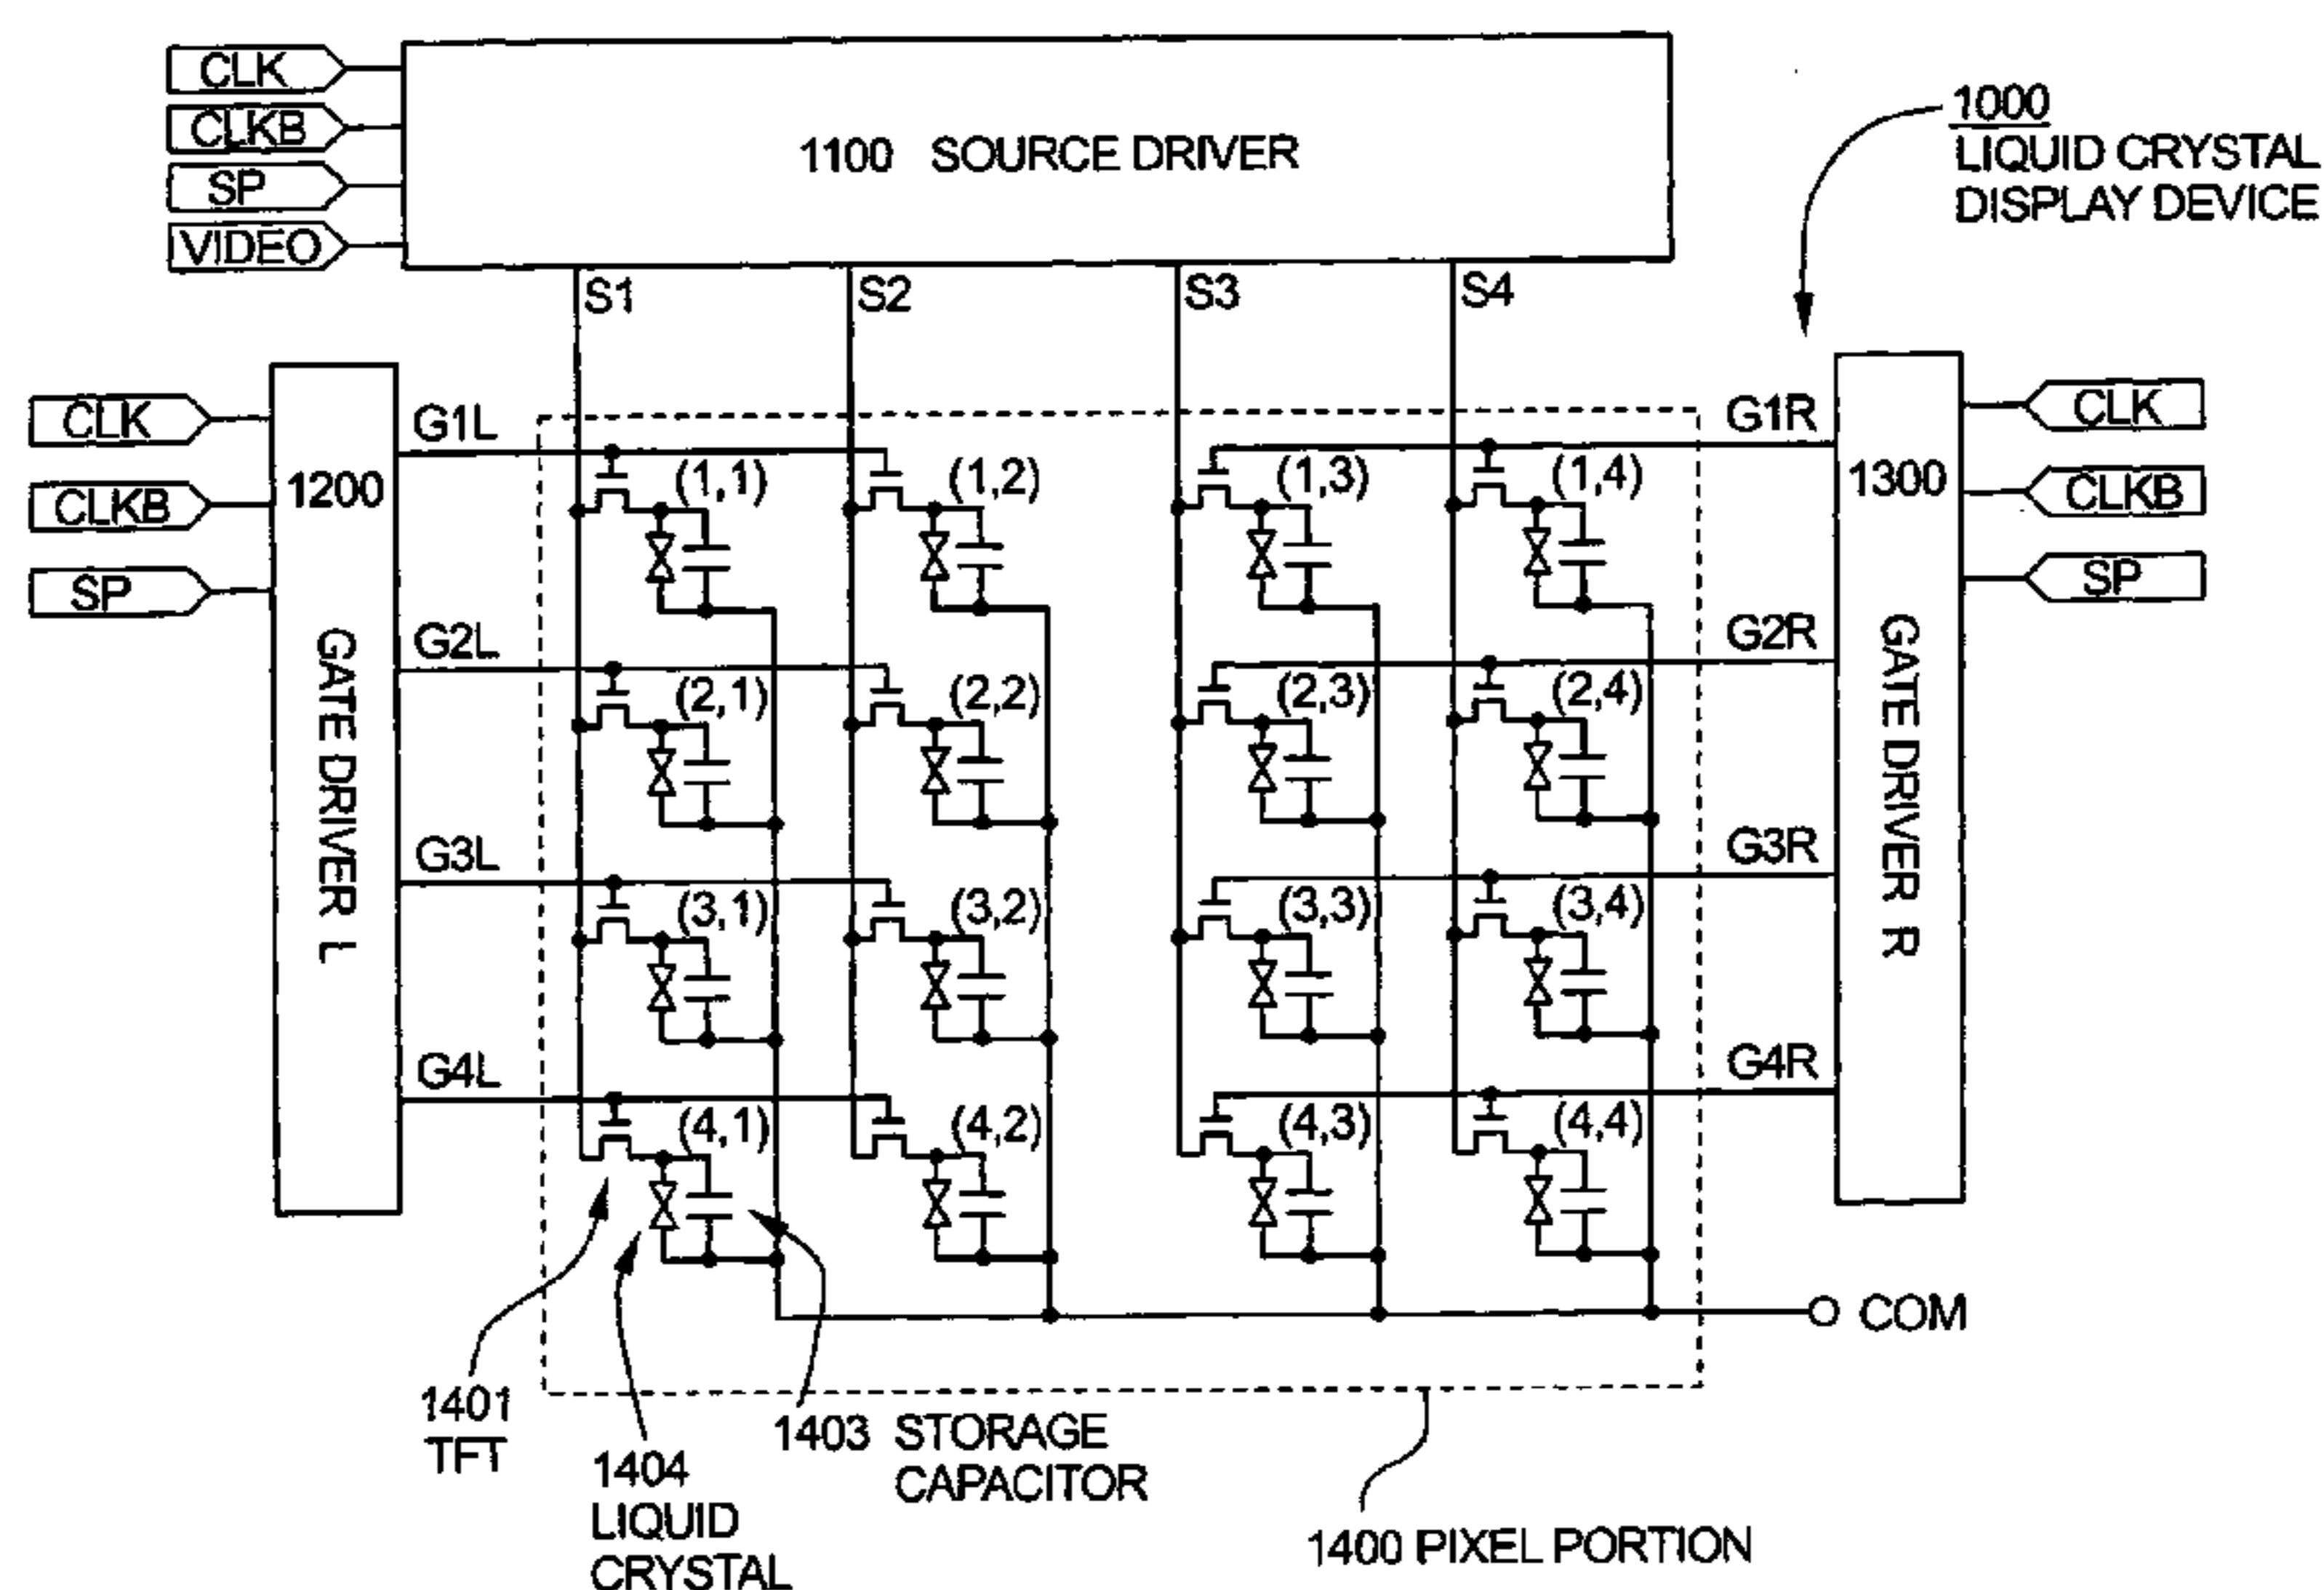 CLK
CLKB
SP
VIDEO
1100 SOURCE DRIVER
1000
LIQUID CRYSTAL
DISPLAY DEVICE
S1
S2
S3
S4
CLK
CLKB
SP
1200
GATE DRIVER L
G1L
G1R
1300
GATE DRIVER R
CLK
CLKB
SP
(1,1)
(1,2)
(1,3)
(1,4)
G2L
G2R
(2,1)
(2,2)
(2,3)
(2,4)
G3L
G3R
(3,1)
(3,2)
(3,3)
(3,4)
G4L
G4R
(4,1)
(4,2)
(4,3)
(4,4)
COM
1401
TFT
1404
LIQUID
CRYSTAL
1403 STORAGE
CAPACITOR
1400 PIXEL PORTION